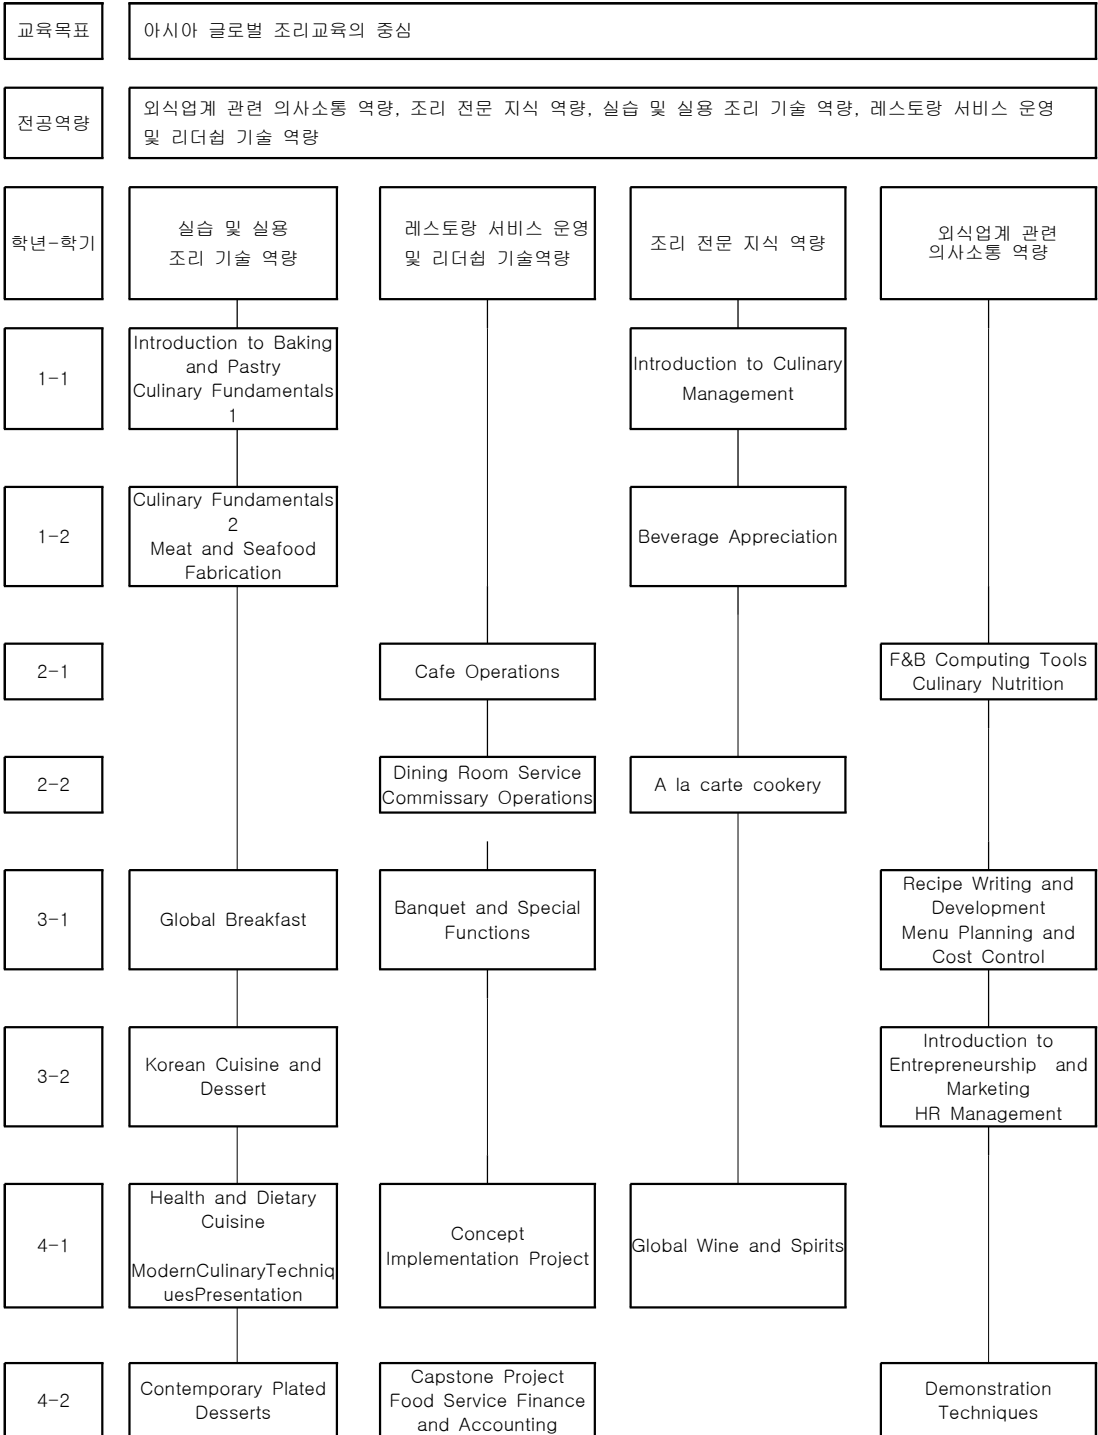 교육목표
아시아 글로벌 조리교육의 중심
전공역량
외식업계 관련 의사소통 역량, 조리 전문 지식 역량, 실습 및 실용 조리 기술 역량, 레스토랑 서비스 운영
및 리더쉽 기술 역량
학년-학기
실습 및 실용
조리 기술 역량
레스토랑 서비스 운영
및 리더쉽 기술역량
조리 전문 지식 역량
외식업계 관련
의사소통 역량
1-1
Introduction to Baking
and Pastry
Culinary Fundamentals
1
Introduction to Culinary
Management
1-2
Culinary Fundamentals
2
Meat and Seafood
Fabrication
Beverage Appreciation
2-1
Cafe Operations
F&B Computing Tools
Culinary Nutrition
2-2
Dining Room Service
Commissary Operations
A la carte cookery
3-1
Global Breakfast
Banquet and Special
Functions
Recipe Writing and
Development
Menu Planning and
Cost Control
3-2
Korean Cuisine and
Dessert
Introduction to
Entrepreneurship and
Marketing
HR Management
4-1
Health and Dietary
Cuisine
ModernCulinaryTechniq
uesPresentation
Concept
Implementation Project
Global Wine and Spirits
4-2
Contemporary Plated
Desserts
Capstone Project
Food Service Finance
and Accounting
Demonstration
Techniques